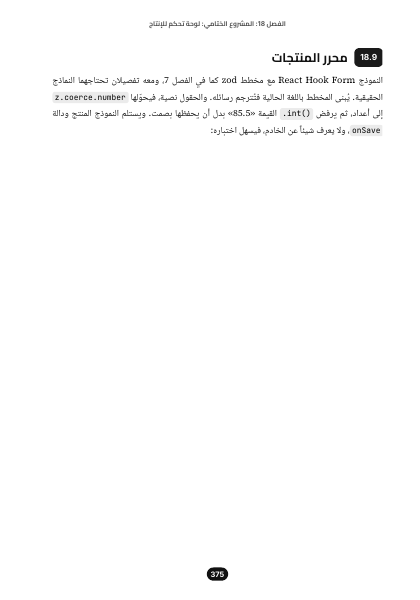 الفصل 18: المشروع الختامي: لوحة تحكم للإنتاج
18.9 محرر المنتجات
النموذج React Hook Form مع مخطط zod كما في الفصل 7، ومعه تفصيلان تحتاجهما النماذج
الحقيقية. يُبنى المخطط باللغة الحالية فتُترجم رسائله. والحقول نصية، فيحوّلها z.coerce.number
إلى أعداد، ثم يرفض .int() القيمة «85.5» بدل أن يحفظها بصمت. ويستلم النموذج المنتج ودالة
onSave، ولا يعرف شيئاً عن الخادم، فيسهل اختباره:
375